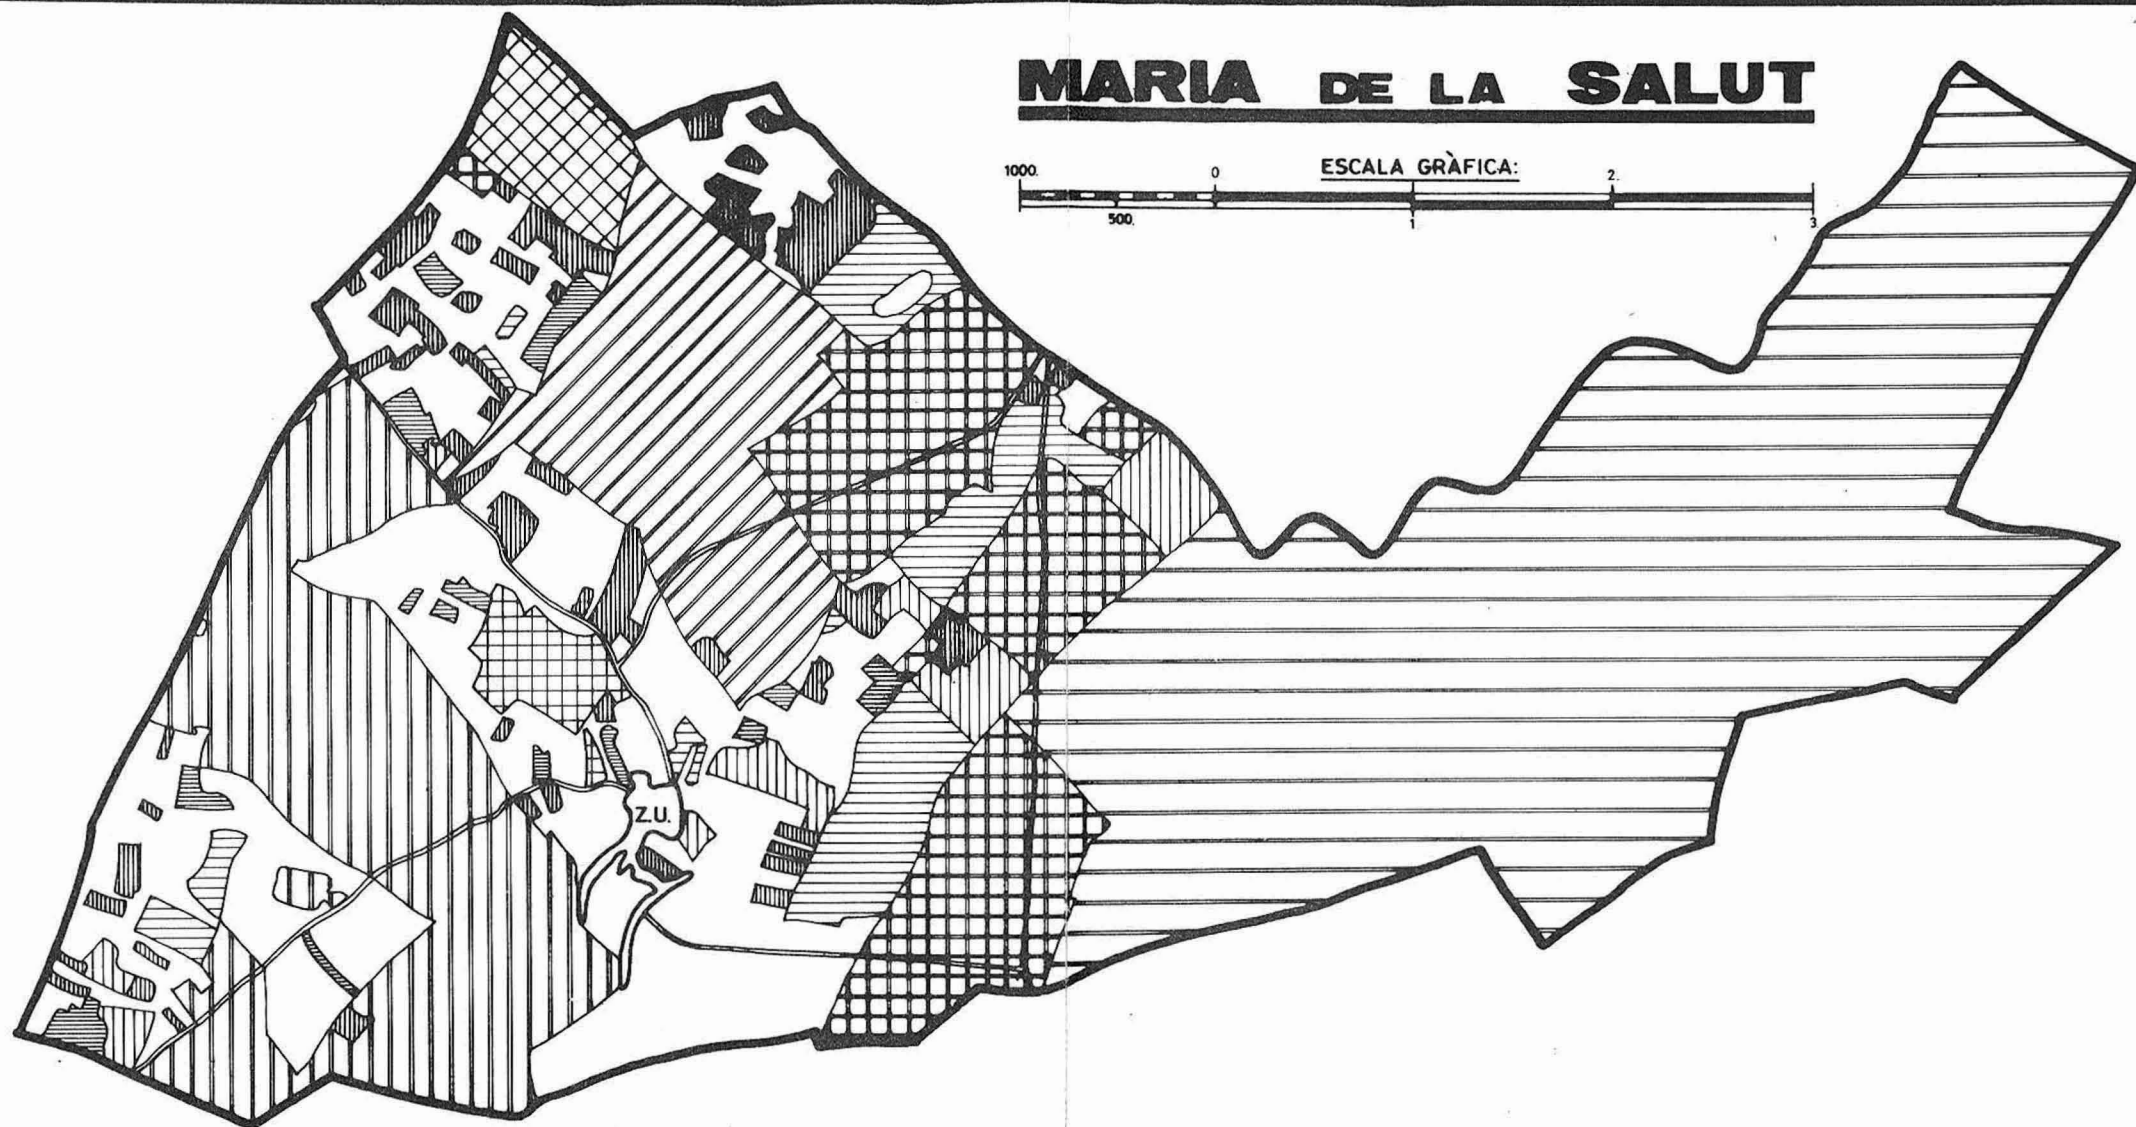 MARIA DE LA SALUT
ESCALA GRÀFICA:
1000. 0 2.
500. 1 3
Z.U.